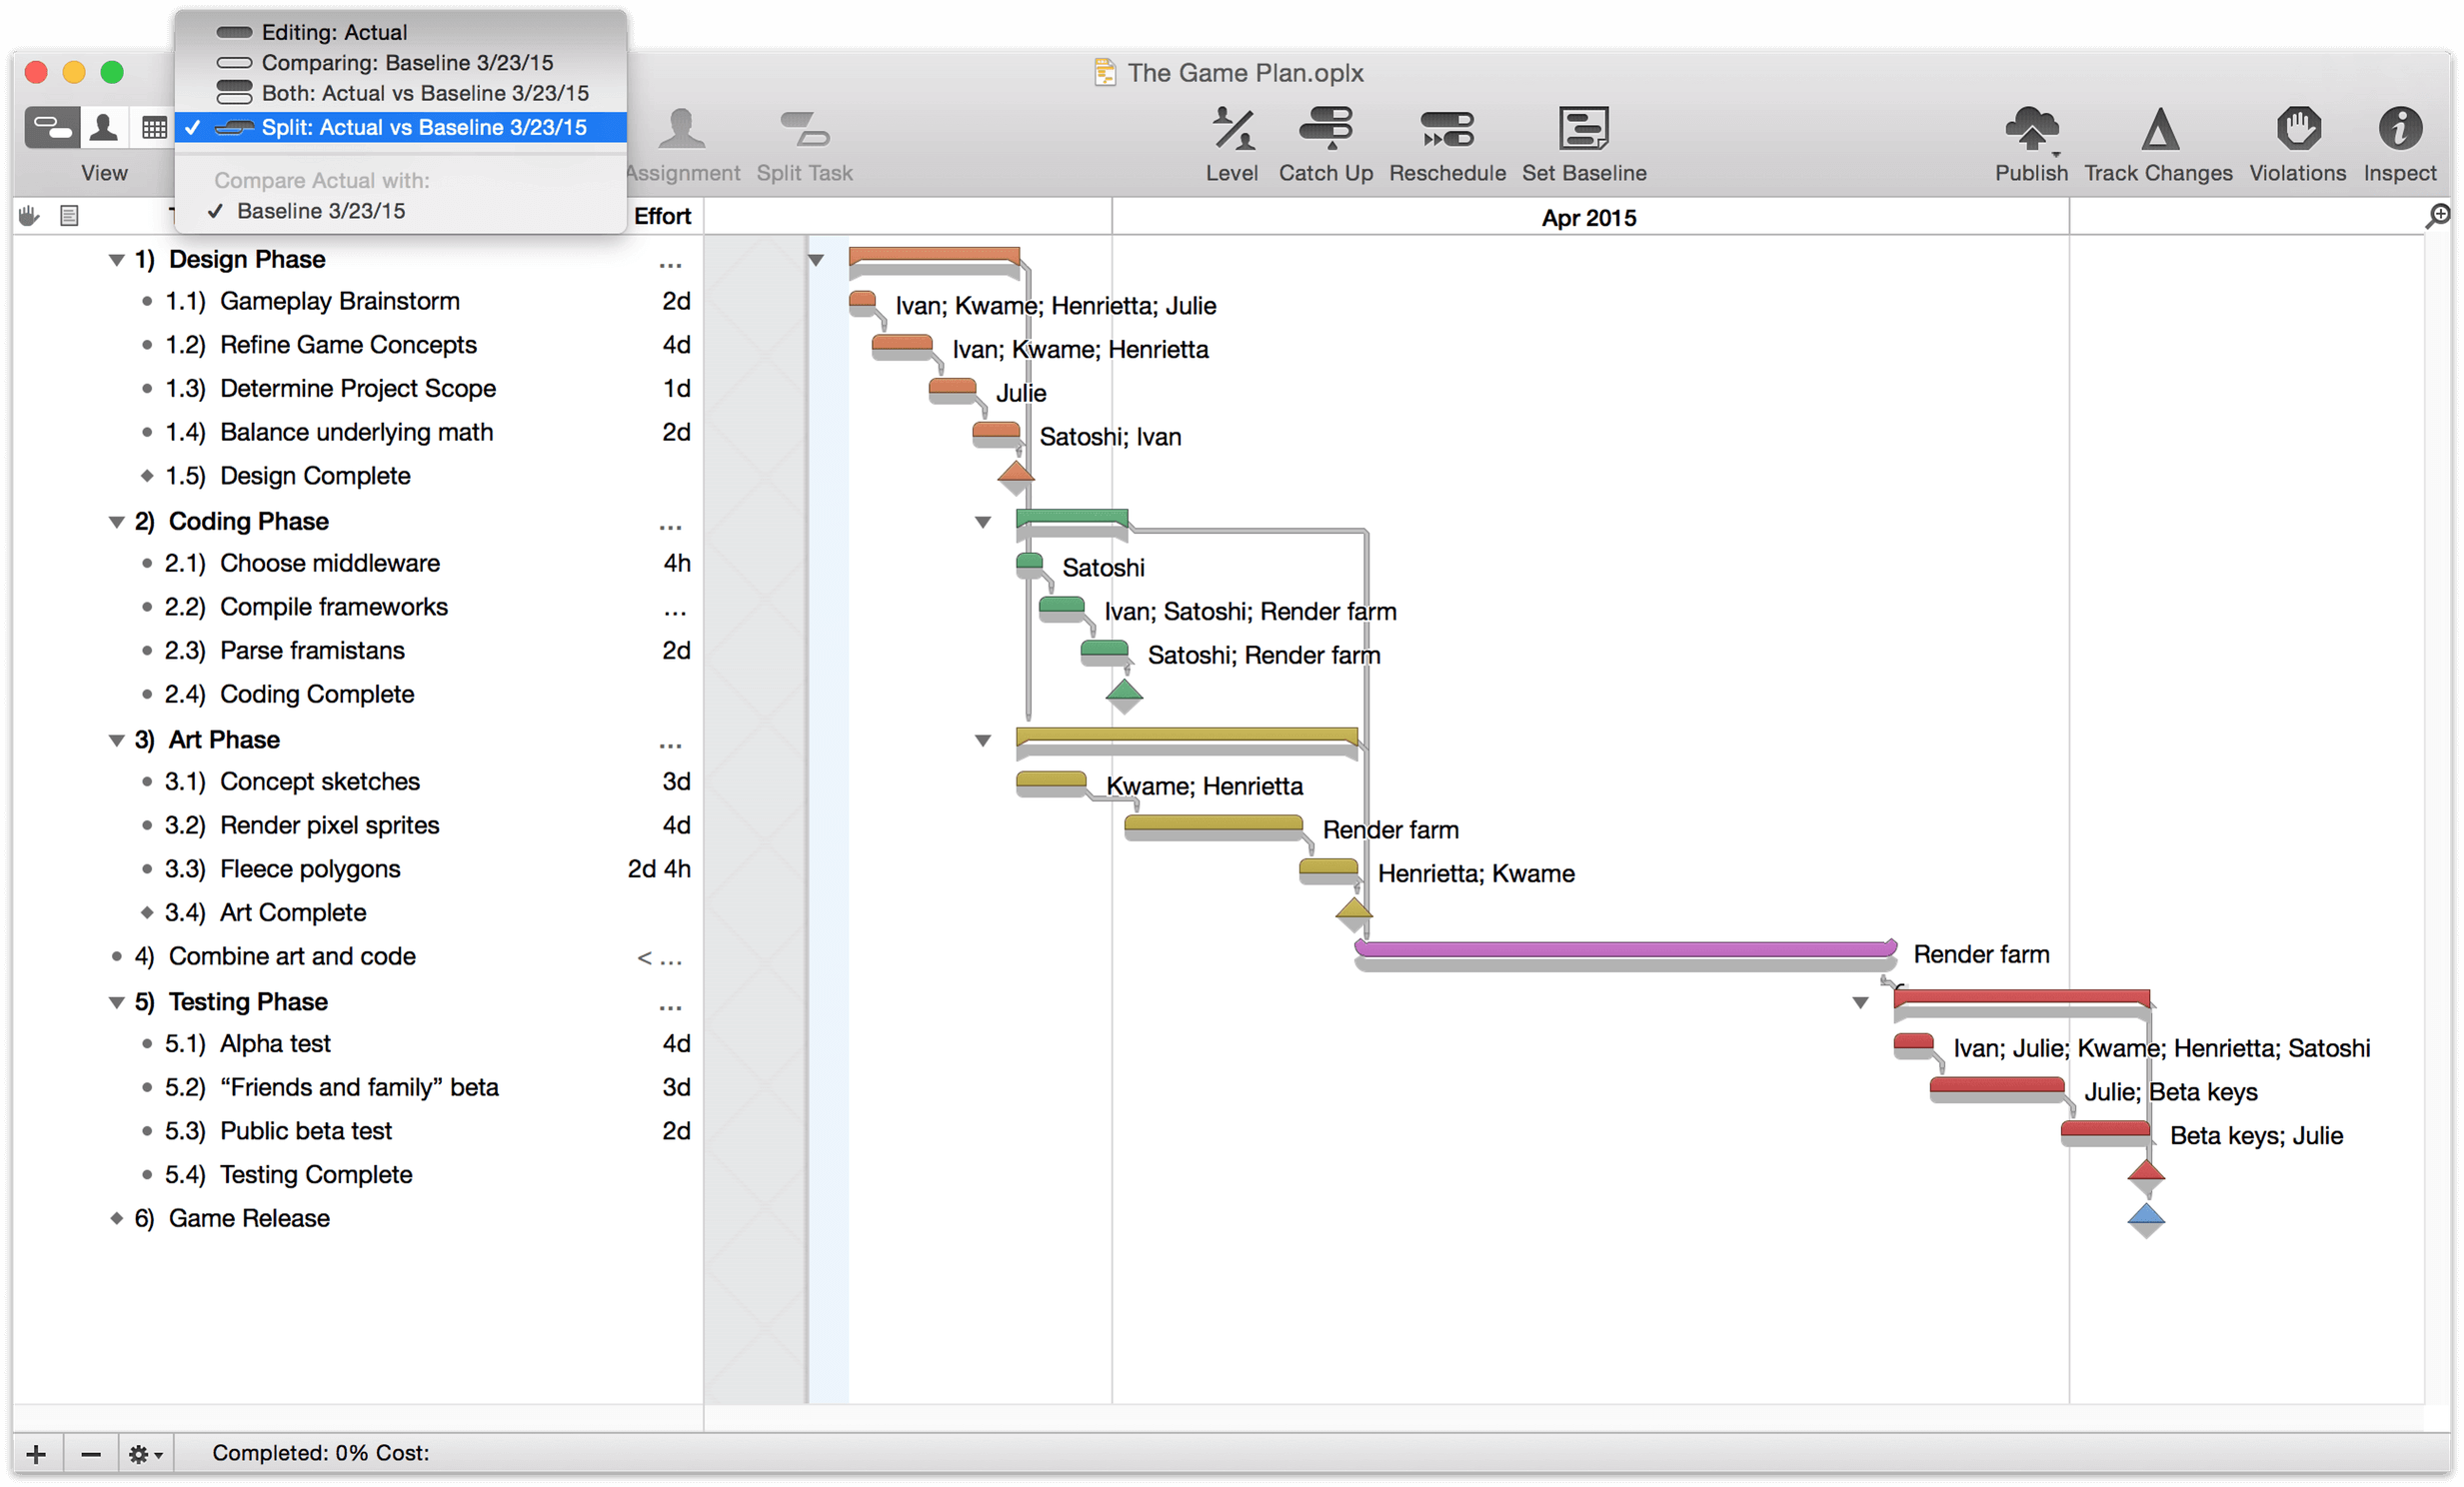 Editing: Actual
Comparing: Baseline 3/23/15
Both: Actual vs Baseline 3/23/15
✓ Split: Actual vs Baseline 3/23/15
Compare Actual with:
✓ Baseline 3/23/15
The Game Plan.oplx
View
Assignment Split Task Level Catch Up Reschedule Set Baseline Publish Track Changes Violations Inspect
Effort Apr 2015
1) Design Phase ...
1.1) Gameplay Brainstorm 2d Ivan; Kwame; Henrietta; Julie
1.2) Refine Game Concepts 4d Ivan; Kwame; Henrietta
1.3) Determine Project Scope 1d Julie
1.4) Balance underlying math 2d Satoshi; Ivan
1.5) Design Complete
2) Coding Phase ...
2.1) Choose middleware 4h Satoshi
2.2) Compile frameworks ... Ivan; Satoshi; Render farm
2.3) Parse framistans 2d Satoshi; Render farm
2.4) Coding Complete
3) Art Phase ...
3.1) Concept sketches 3d Kwame; Henrietta
3.2) Render pixel sprites 4d Render farm
3.3) Fleece polygons 2d 4h Henrietta; Kwame
3.4) Art Complete
4) Combine art and code < ... Render farm
5) Testing Phase ...
5.1) Alpha test 4d Ivan; Julie; Kwame; Henrietta; Satoshi
5.2) “Friends and family” beta 3d Julie; Beta keys
5.3) Public beta test 2d Beta keys; Julie
5.4) Testing Complete
6) Game Release
Completed: 0% Cost: